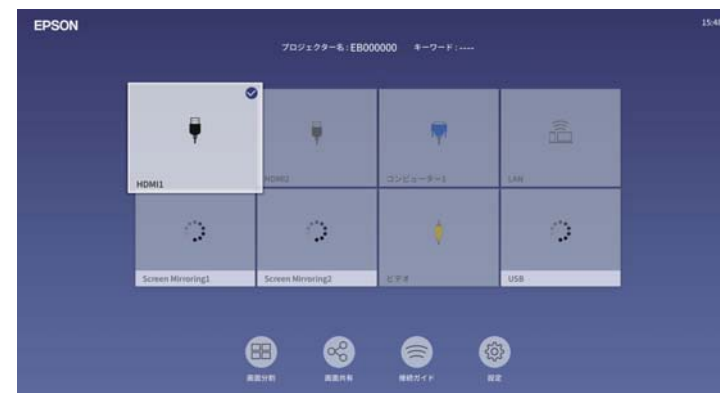 EPSON
15:48
プロジェクター名 : EB000000 キーワード : ----
HDMI1
HDMI2
コンピューター1
LAN
Screen Mirroring1
Screen Mirroring2
ビデオ
USB
画面分割
画面共有
接続ガイド
設定